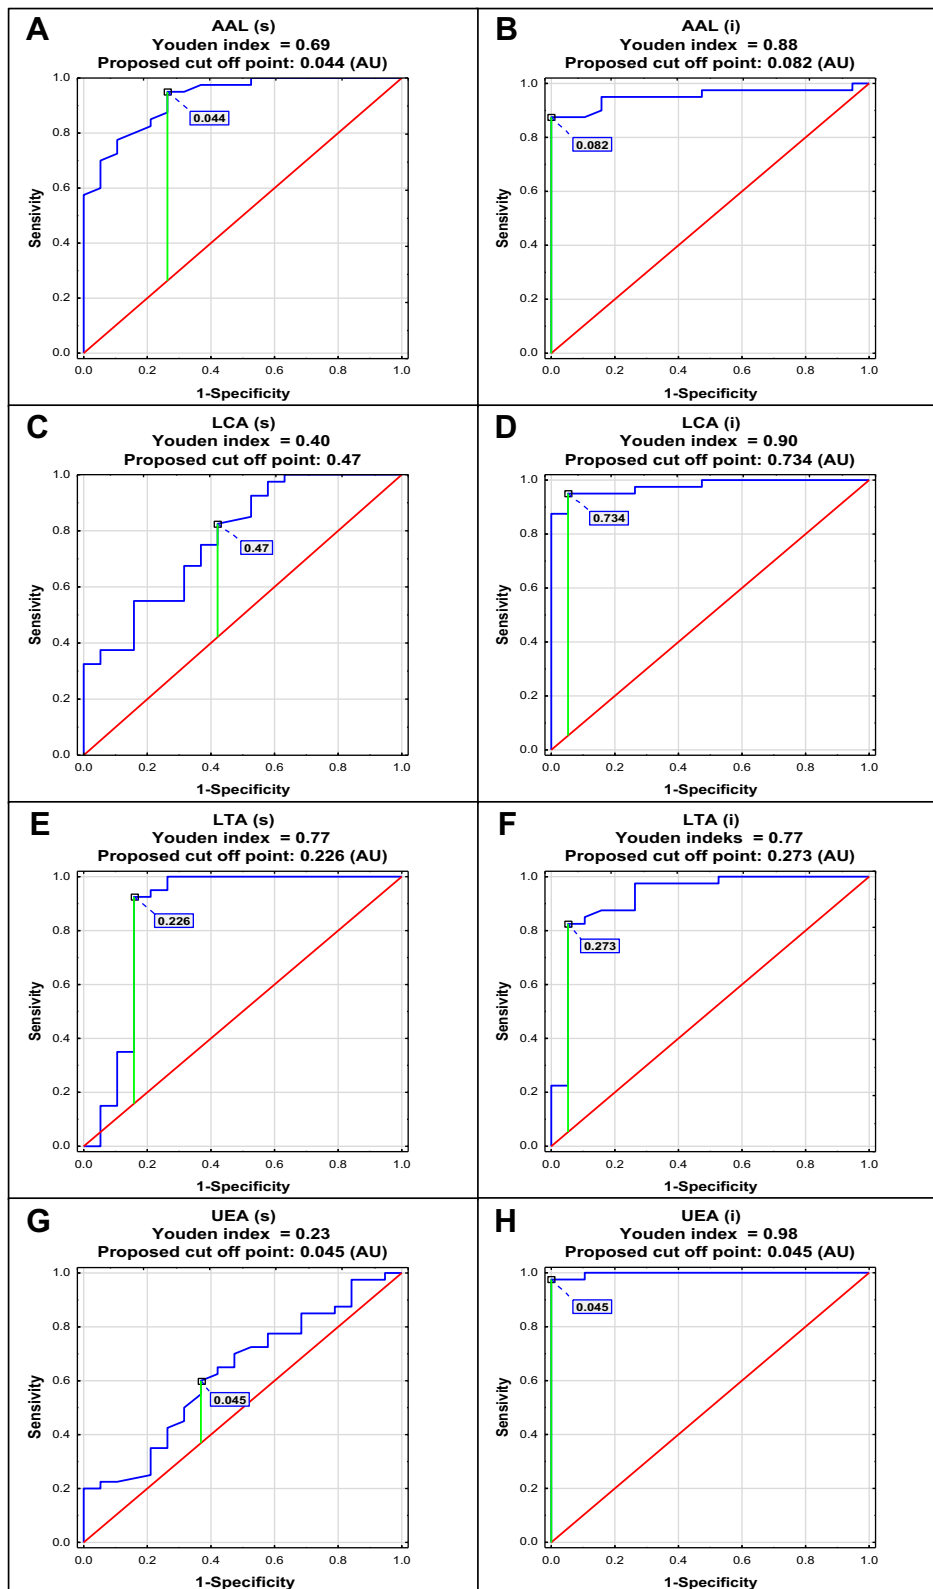 A
AAL (s)
Youden index = 0.69
Proposed cut off point: 0.044 (AU)
1.0
0.8
0.6
0.4
0.2
0.0
Sensivity
0.044
0.0 0.2 0.4 0.6 0.8 1.0
1-Specificity
B
AAL (i)
Youden index = 0.88
Proposed cut off point: 0.082 (AU)
1.0
0.8
0.6
0.4
0.2
0.0
Sensivity
0.082
0.0 0.2 0.4 0.6 0.8 1.0
1-Specificity
C
LCA (s)
Youden index = 0.40
Proposed cut off point: 0.47
1.0
0.8
0.6
0.4
0.2
0.0
Sensivity
0.47
0.0 0.2 0.4 0.6 0.8 1.0
1-Specificity
D
LCA (i)
Youden index = 0.90
Proposed cut off point: 0.734 (AU)
1.0
0.8
0.6
0.4
0.2
0.0
Sensivity
0.734
0.0 0.2 0.4 0.6 0.8 1.0
1-Specificity
E
LTA (s)
Youden index = 0.77
Proposed cut off point: 0.226 (AU)
1.0
0.8
0.6
0.4
0.2
0.0
Sensivity
0.226
0.0 0.2 0.4 0.6 0.8 1.0
1-Specificity
F
LTA (i)
Youden indeks = 0.77
Proposed cut off point: 0.273 (AU)
1.0
0.8
0.6
0.4
0.2
0.0
Sensivity
0.273
0.0 0.2 0.4 0.6 0.8 1.0
1-Specificity
G
UEA (s)
Youden index = 0.23
Proposed cut off point: 0.045 (AU)
1.0
0.8
0.6
0.4
0.2
0.0
Sensivity
0.045
0.0 0.2 0.4 0.6 0.8 1.0
1-Specificity
H
UEA (i)
Youden index = 0.98
Proposed cut off point: 0.045 (AU)
1.0
0.8
0.6
0.4
0.2
0.0
Sensivity
0.045
0.0 0.2 0.4 0.6 0.8 1.0
1-Specificity